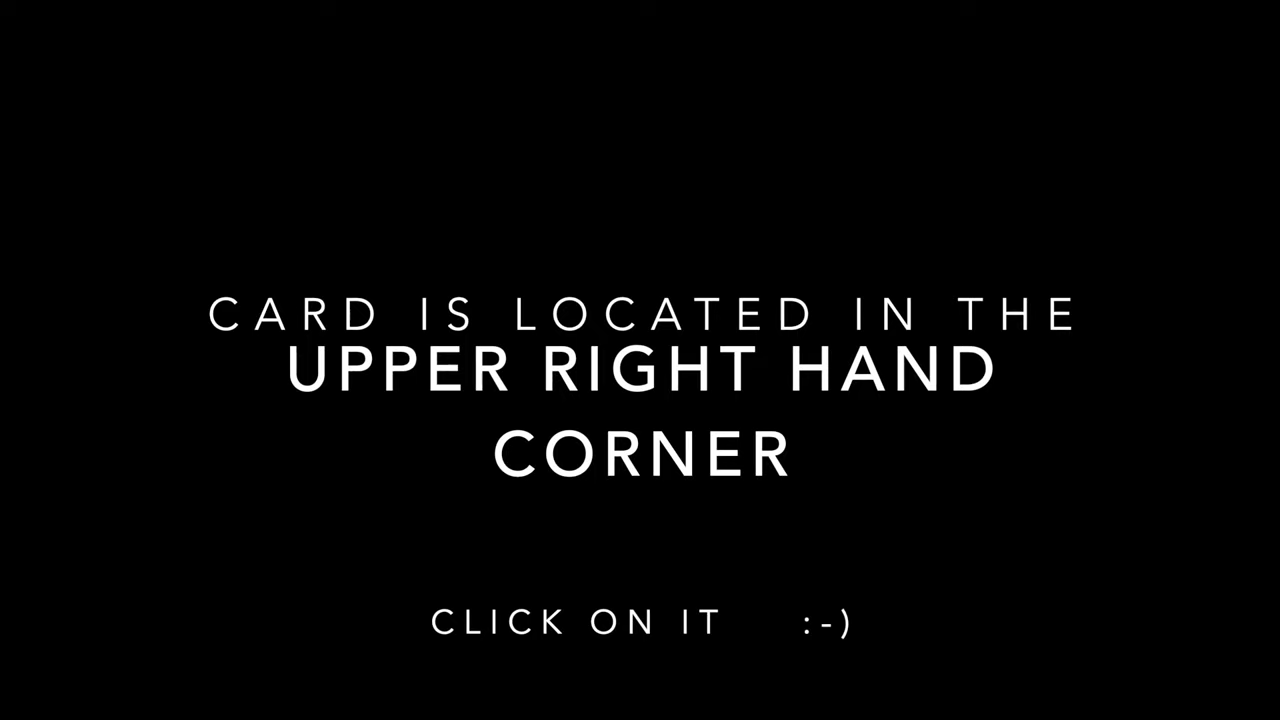 CARD IS LOCATED IN THE
UPPER RIGHT HAND
CORNER
CLICK ON IT :-)